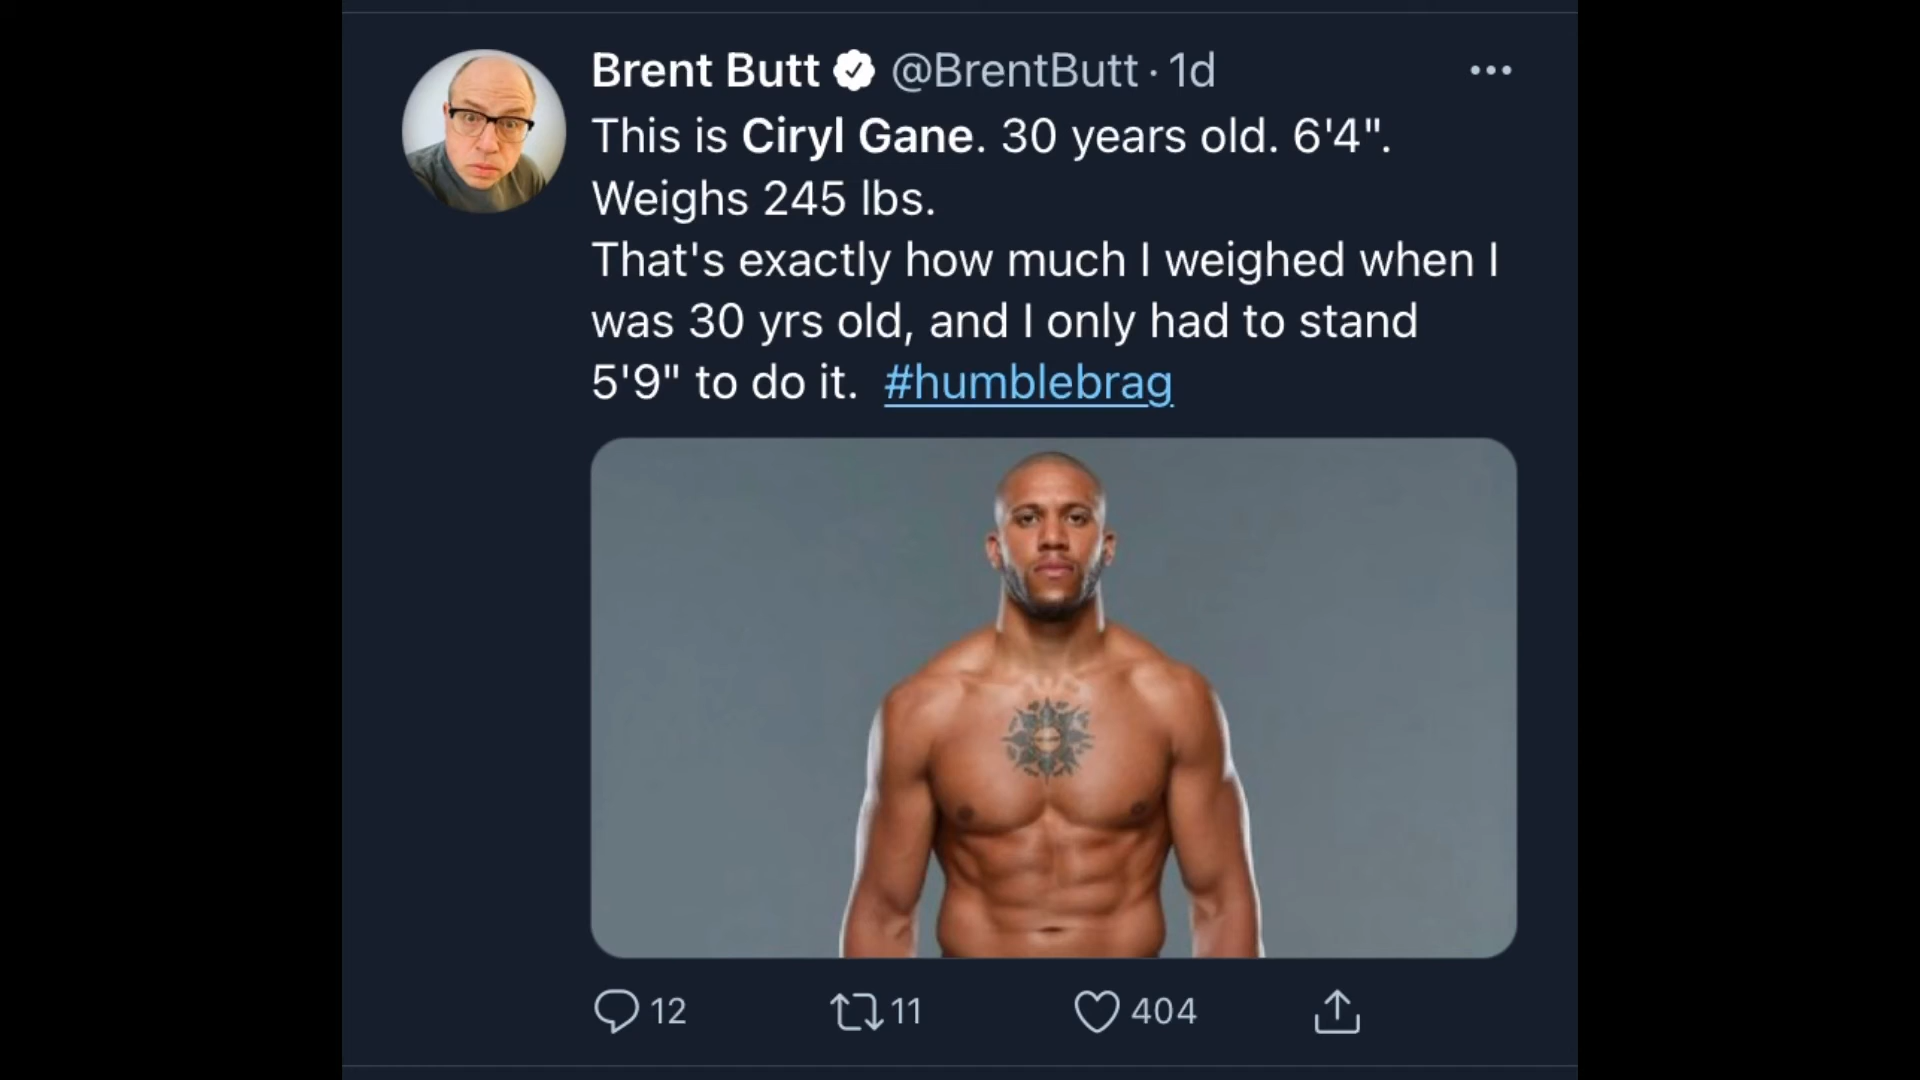 Brent Butt @BrentButt · 1d
This is Ciryl Gane. 30 years old. 6'4".
Weighs 245 lbs.
That's exactly how much I weighed when I
was 30 yrs old, and I only had to stand
5'9" to do it. #humblebrag
12 11 404